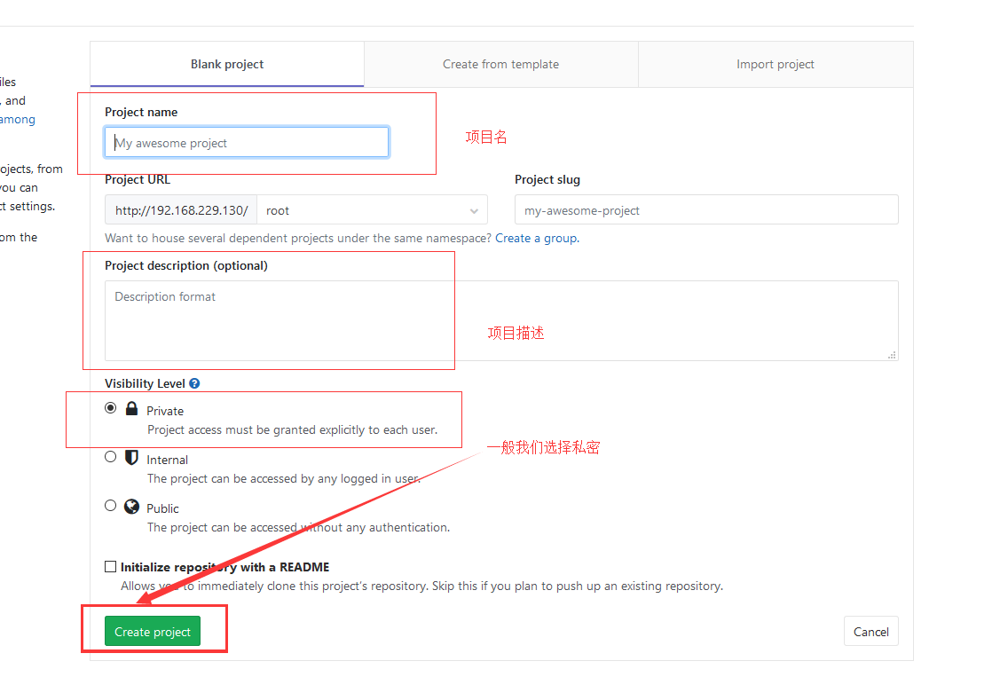 Blank project
Create from template
Import project
iles
, and
among
ojects, from
you can
ct settings.
om the
Project name
My awesome project
项目名
Project URL
Project slug
http://192.168.229.130/
root
my-awesome-project
Want to house several dependent projects under the same namespace? Create a group.
Project description (optional)
Description format
项目描述
Visibility Level
Private
Project access must be granted explicitly to each user.
一般我们选择私密
Internal
The project can be accessed by any logged in user.
Public
The project can be accessed without any authentication.
Initialize repository with a README
Allows you to immediately clone this project's repository. Skip this if you plan to push up an existing repository.
Create project
Cancel